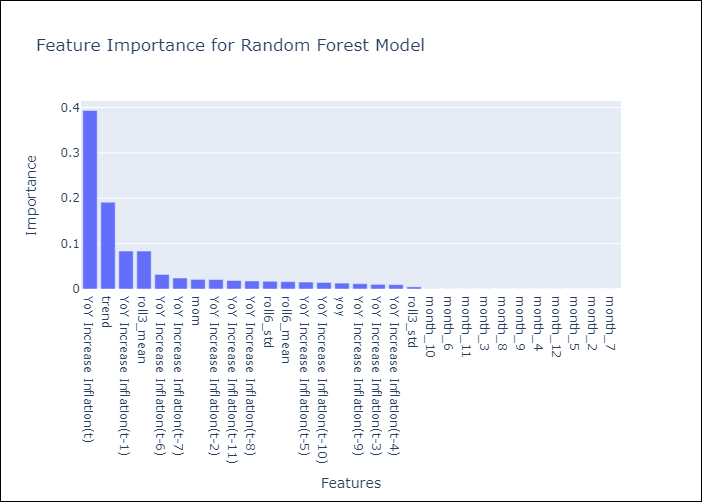 Feature Importance for Random Forest Model
0.4
0.3
0.2
0.1
0
Importance
YoY Increase Inflation(t)
trend
YoY Increase Inflation(t-1)
roll3_mean
YoY Increase Inflation(t-6)
YoY Increase Inflation(t-7)
mom
YoY Increase Inflation(t-2)
YoY Increase Inflation(t-11)
YoY Increase Inflation(t-8)
roll6_std
roll6_mean
YoY Increase Inflation(t-5)
YoY Increase Inflation(t-10)
yoy
YoY Increase Inflation(t-9)
YoY Increase Inflation(t-3)
YoY Increase Inflation(t-4)
roll3_std
month_10
month_6
month_11
month_3
month_8
month_9
month_4
month_12
month_5
month_2
month_7
Features